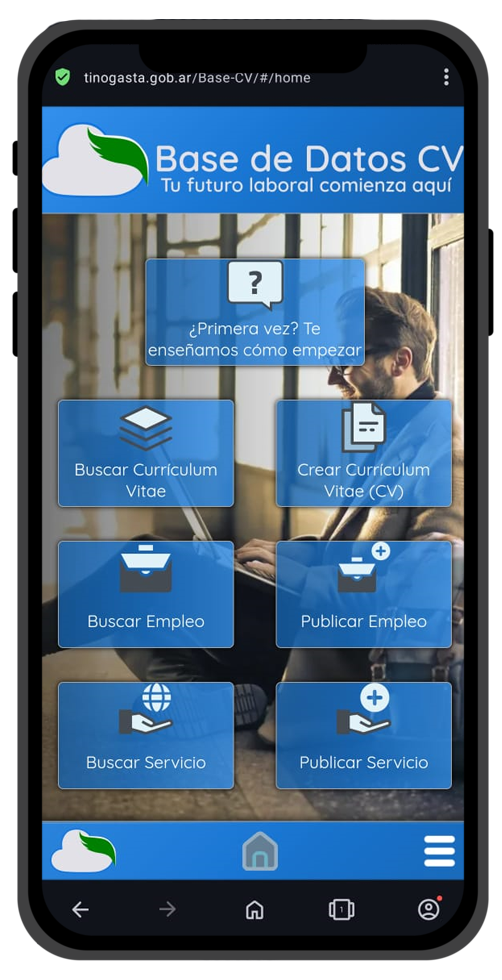 tinogasta.gob.ar/Base-CV/#/home
Base de Datos CV
Tu futuro laboral comienza aquí
?
¿Primera vez? Te
enseñamos cómo empezar
Buscar Currículum
Vitae
Crear Currículum
Vitae (CV)
Buscar Empleo
Publicar Empleo
Buscar Servicio
Publicar Servicio
1